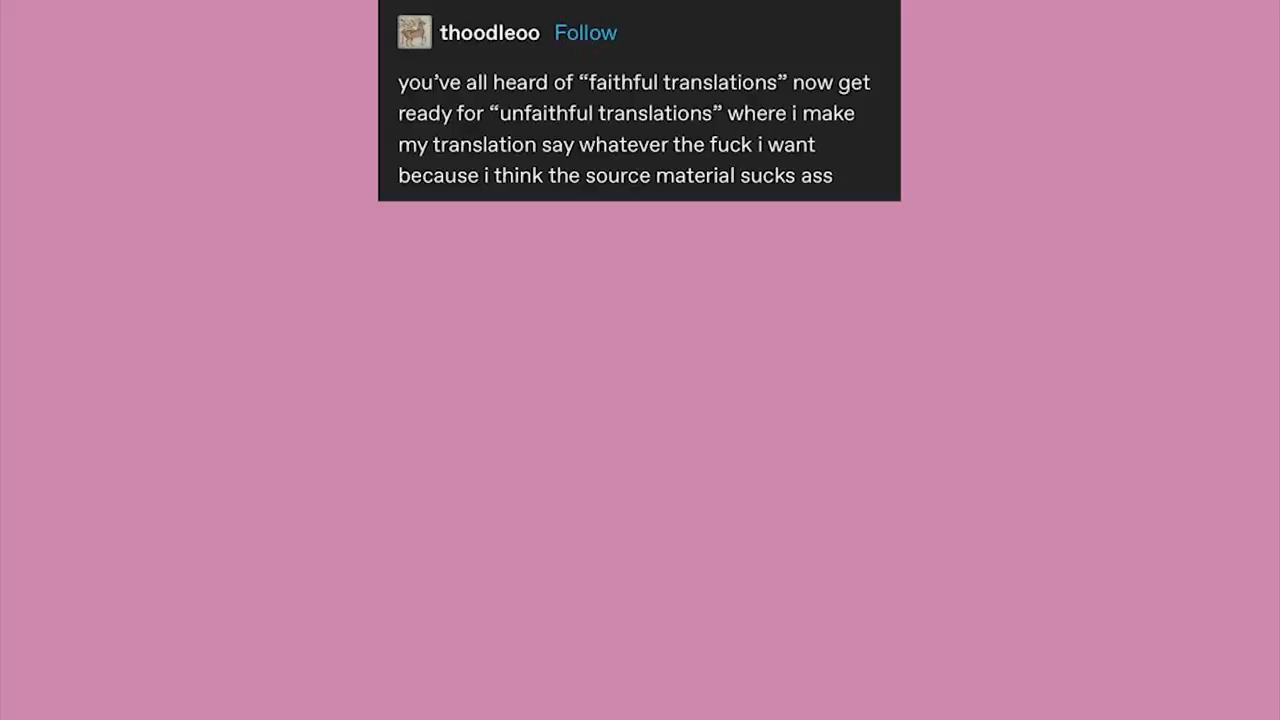 thoodleoo Follow
you’ve all heard of “faithful translations” now get
ready for “unfaithful translations” where i make
my translation say whatever the fuck i want
because i think the source material sucks ass